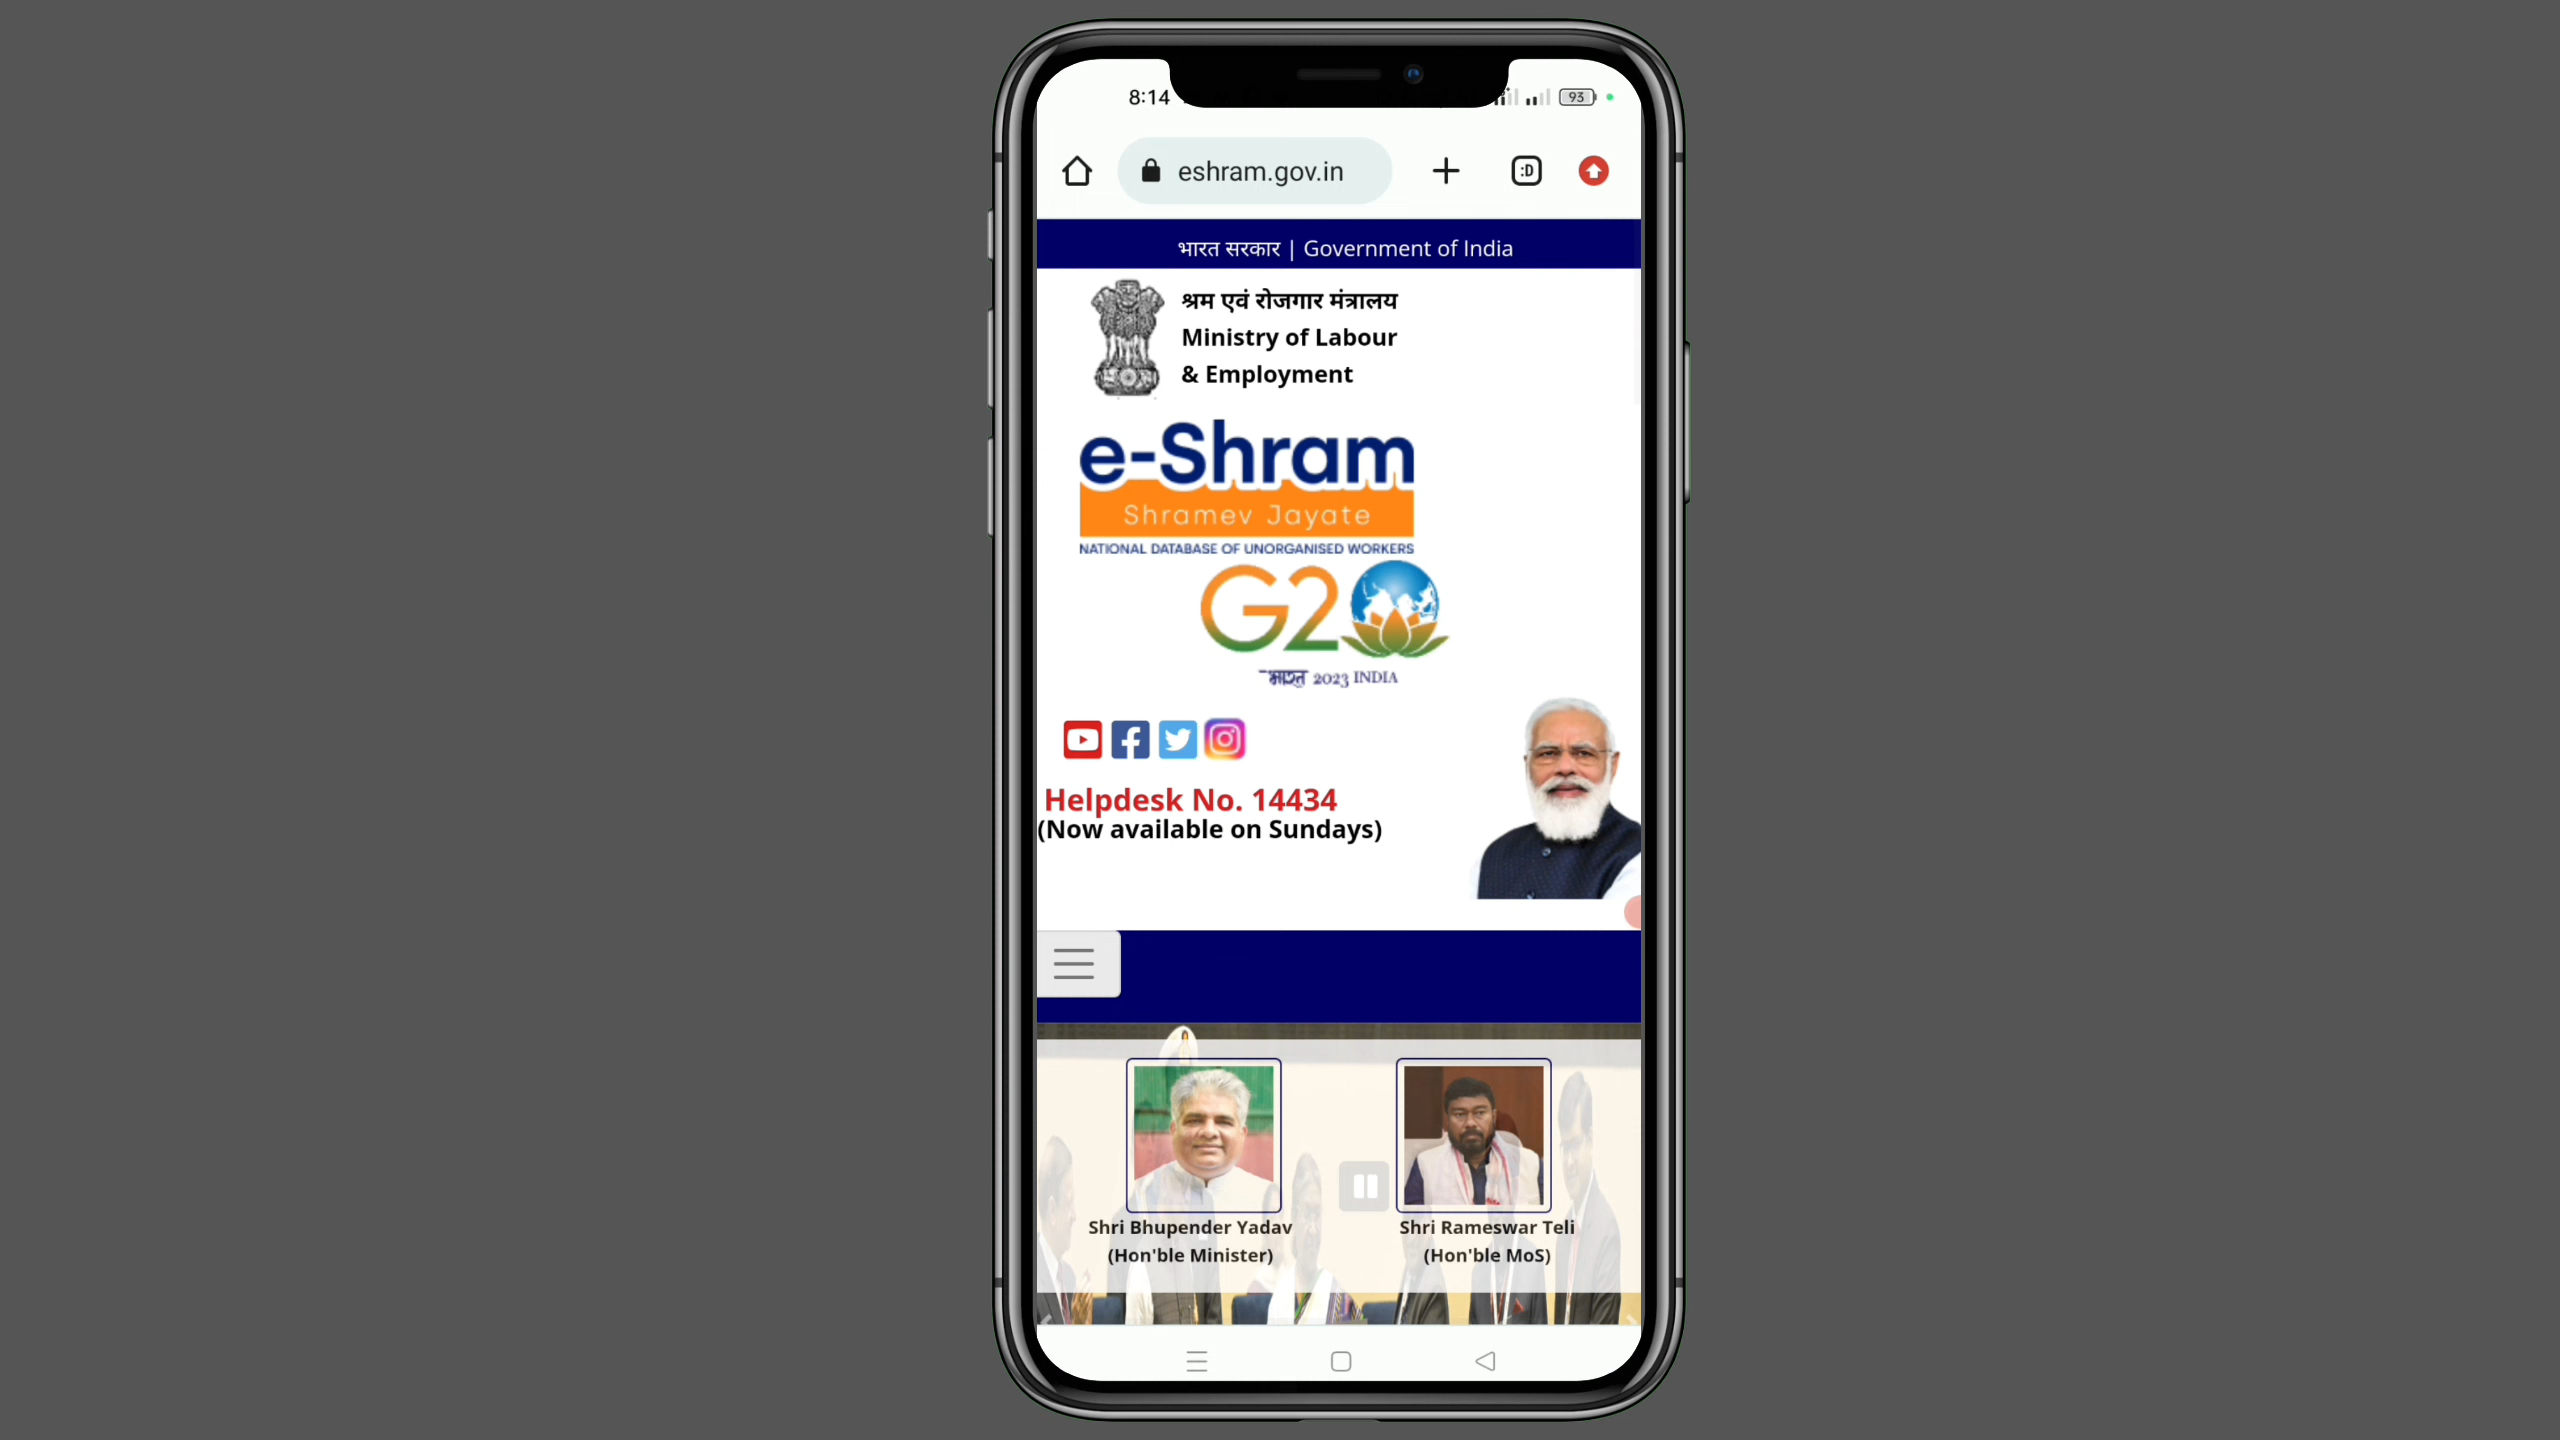 8:14
93
eshram.gov.in
:D
भारत सरकार | Government of India
श्रम एवं रोजगार मंत्रालय
Ministry of Labour
& Employment
e-Shram
Shramev Jayate
NATIONAL DATABASE OF UNORGANISED WORKERS
G20
भारत 2023 INDIA
Helpdesk No. 14434
(Now available on Sundays)
Shri Bhupender Yadav
(Hon'ble Minister)
Shri Rameswar Teli
(Hon'ble MoS)